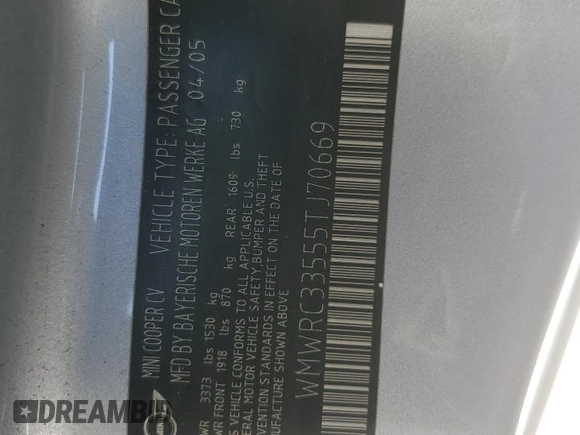 MINI COOPER CV VEHICLE TYPE: PASSENGER CA
MFD BY BAYERISCHE MOTOREN WERKE AG 04/05
WR 3373 lbs 1530 kg
WR FRONT 1918 lbs 870 kg REAR 1609 lbs 730 kg
S VEHICLE CONFORMS TO ALL APPLICABLE U.S.
ERAL MOTOR VEHICLE SAFETY, BUMPER AND THEFT
VENTION STANDARDS IN EFFECT ON THE DATE OF
UFACTURE SHOWN ABOVE
WMWRC33555TJ70669
DREAMBID